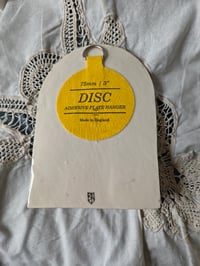 75mm / 3"
DISC
ADHESIVE PLATE HANGER
Made in England